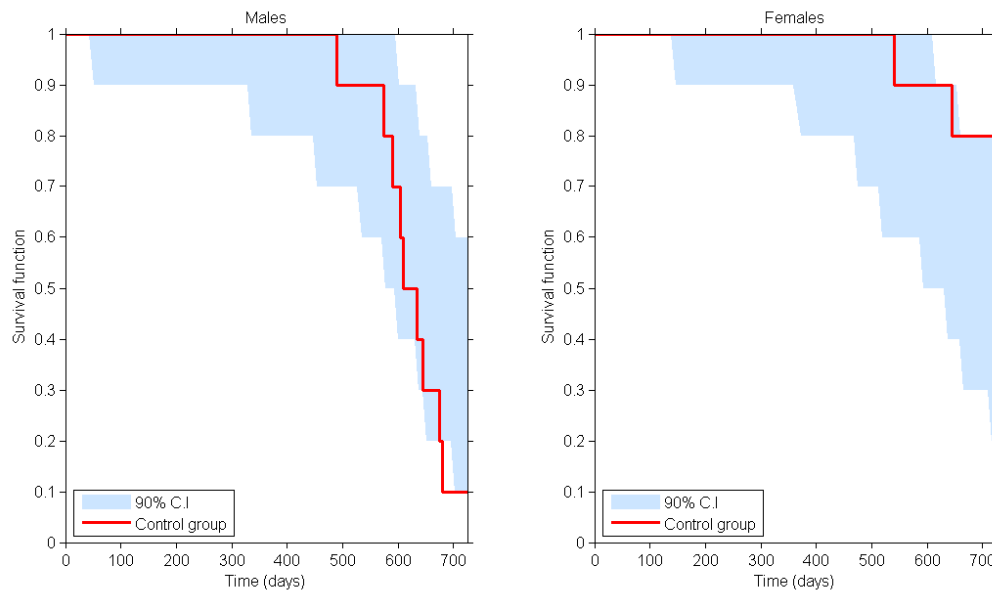 Males
Survival function
1
0.9
0.8
0.7
0.6
0.5
0.4
0.3
0.2
0.1
0
90% C.I
Control group
0 100 200 300 400 500 600 700
Time (days)
Females
Survival function
1
0.9
0.8
0.7
0.6
0.5
0.4
0.3
0.2
0.1
0
90% C.I
Control group
0 100 200 300 400 500 600 700
Time (days)